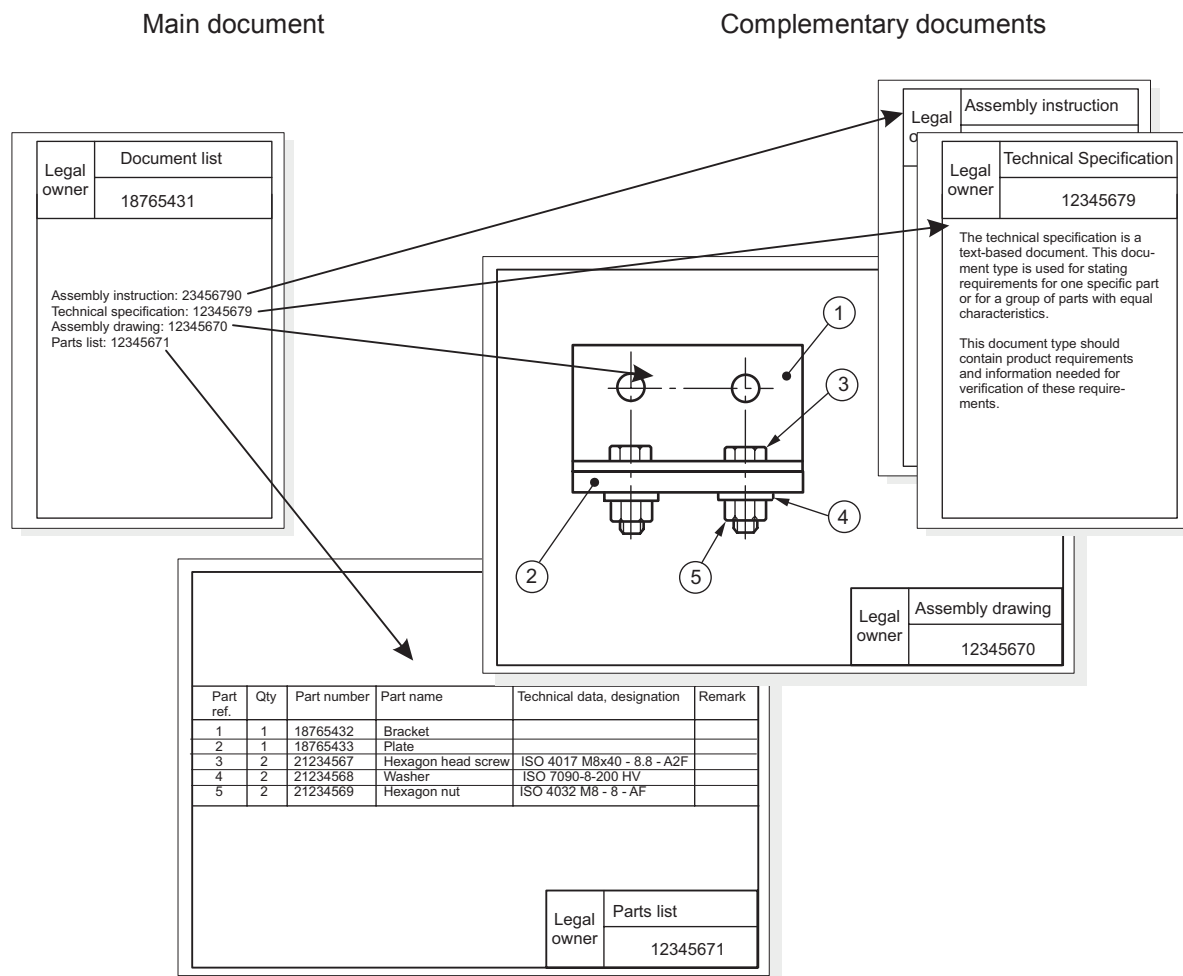 Main document
Complementary documents
Legal
owner
Document list
18765431
Assembly instruction: 23456790
Technical specification: 12345679
Assembly drawing: 12345670
Parts list: 12345671
Legal
o
Assembly instruction
Legal
owner
Technical Specification
12345679
The technical specification is a
text-based document. This docu-
ment type is used for stating
requirements for one specific part
or for a group of parts with equal
characteristics.
This document type should
contain product requirements
and information needed for
verification of these require-
ments.
1
3
4
2
5
Legal
owner
Assembly drawing
12345670
Part ref. Qty Part number Part name Technical data, designation Remark
1 1 18765432 Bracket
2 1 18765433 Plate
3 2 21234567 Hexagon head screw ISO 4017 M8x40 - 8.8 - A2F
4 2 21234568 Washer ISO 7090-8-200 HV
5 2 21234569 Hexagon nut ISO 4032 M8 - 8 - AF
Legal
owner
Parts list
12345671